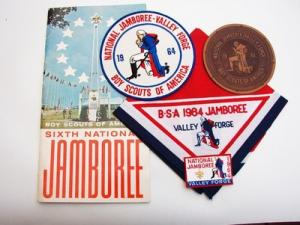 BOY SCOUTS OF AMERICA
SIXTH NATIONAL
JAMBOREE
NATIONAL JAMBOREE-VALLEY FORGE
19 64
BOY SCOUTS OF AMERICA
B·S·A 1964 JAMBOREE
VALLEY FORGE
NATIONAL
JAMBOREE
VALLEY FORGE